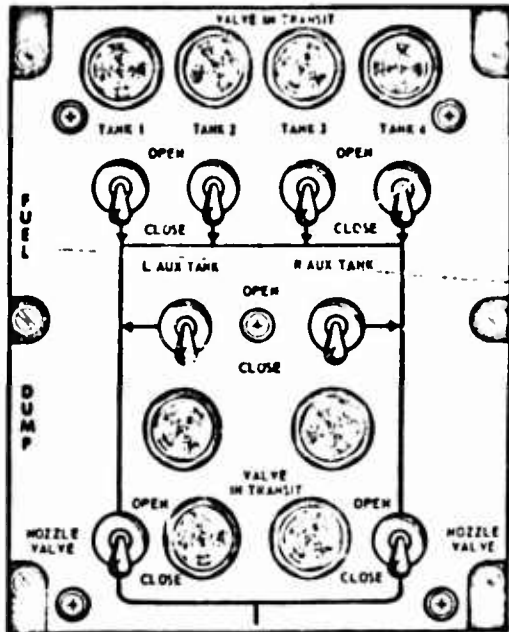 VALVE IN TRANSIT
TANK 1 TANK 2 TANK 3 TANK 4
OPEN OPEN
CLOSE CLOSE
FUEL
L AUX TANK R AUX TANK
OPEN
CLOSE
DUMP
VALVE
IN TRANSIT
OPEN OPEN
NOZZLE
VALVE
NOZZLE
VALVE
CLOSE CLOSE